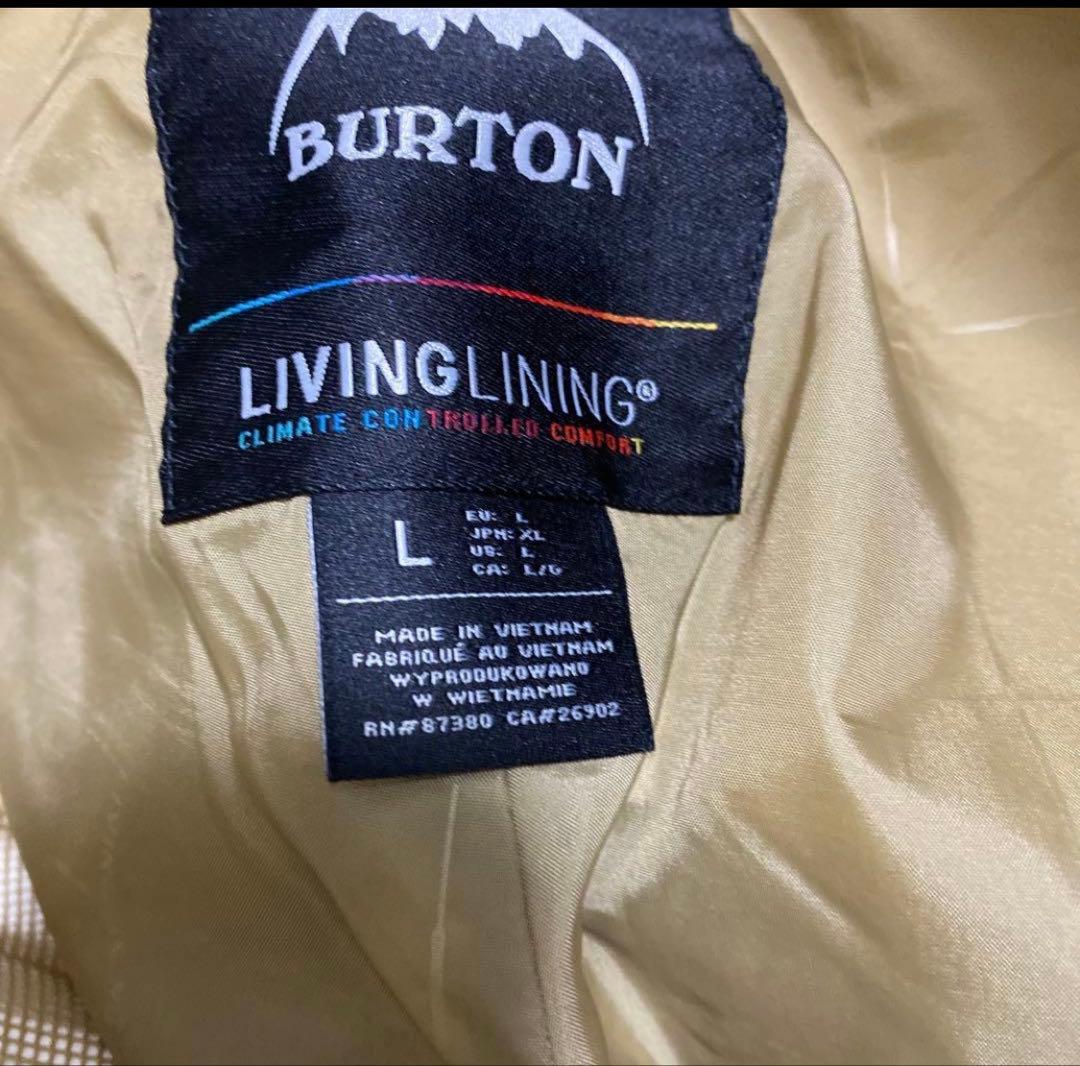 BURTON
LIVINGLINING®
CLIMATE CONTROLLED COMFORT
L
EU: L
JPN: XL
US: L
CA: L/G
MADE IN VIETNAM
FABRIQUÉ AU VIETNAM
WYPRODUKOWANO
W WIETNAMIE
RN#87380 CA#26902